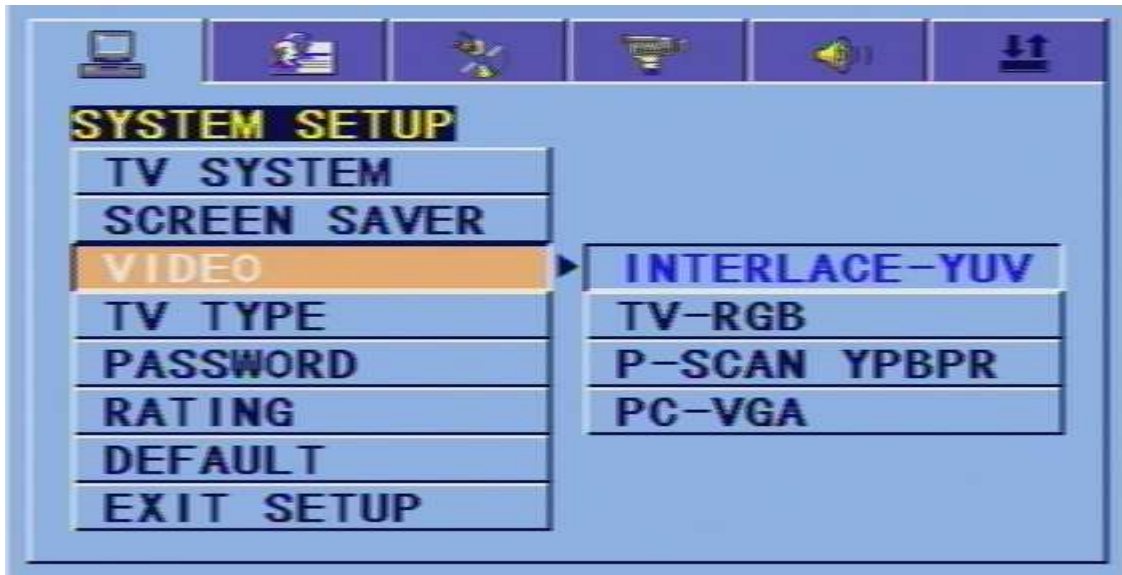 SYSTEM SETUP
TV SYSTEM
SCREEN SAVER
VIDEO
INTERLACE-YUV
TV TYPE
TV-RGB
PASSWORD
P-SCAN YPBPR
RATING
PC-VGA
DEFAULT
EXIT SETUP